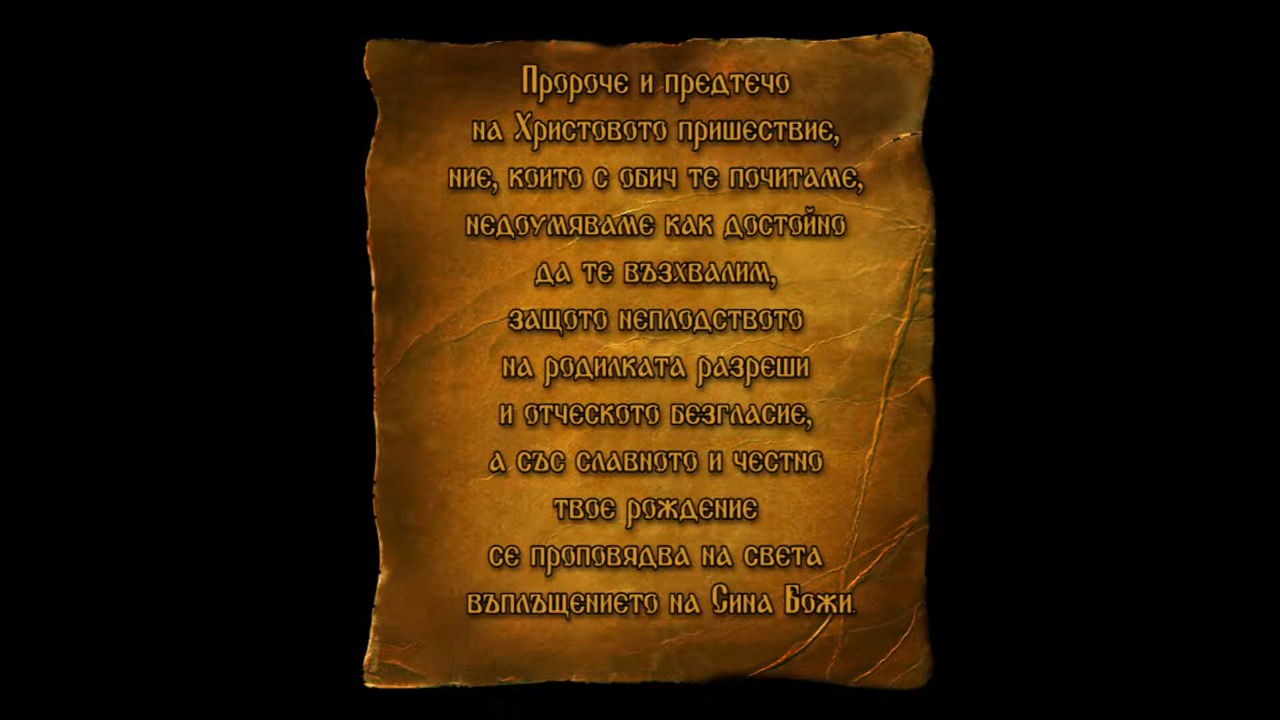 Пророче и предтечо
на Христовото пришествие,
ние, които с обич те почитаме,
недоумяваме как достойно
да те възхвалим,
защото неплодството
на родилката разреши
и отческото безгласие,
а със славното и честно
твое рождение
се проповядва на света
въплъщението на Сина Божи.